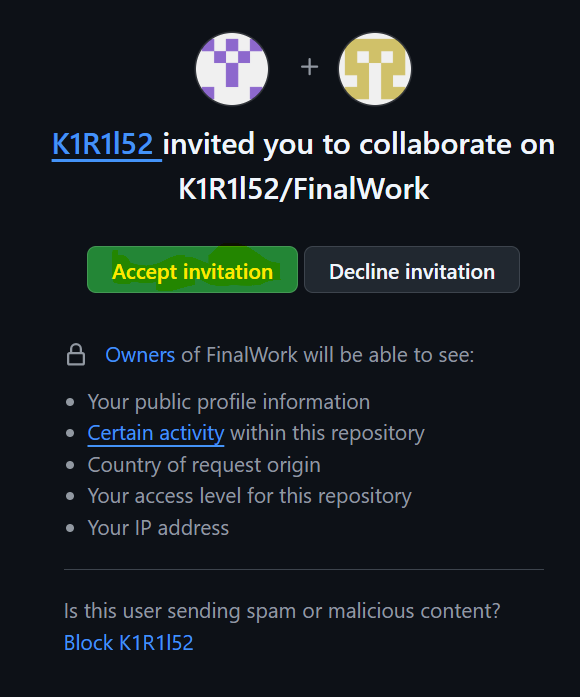 +
K1R1l52 invited you to collaborate on
K1R1l52/FinalWork
Accept invitation
Decline invitation
Owners of FinalWork will be able to see:
• Your public profile information
• Certain activity within this repository
• Country of request origin
• Your access level for this repository
• Your IP address
Is this user sending spam or malicious content?
Block K1R1l52